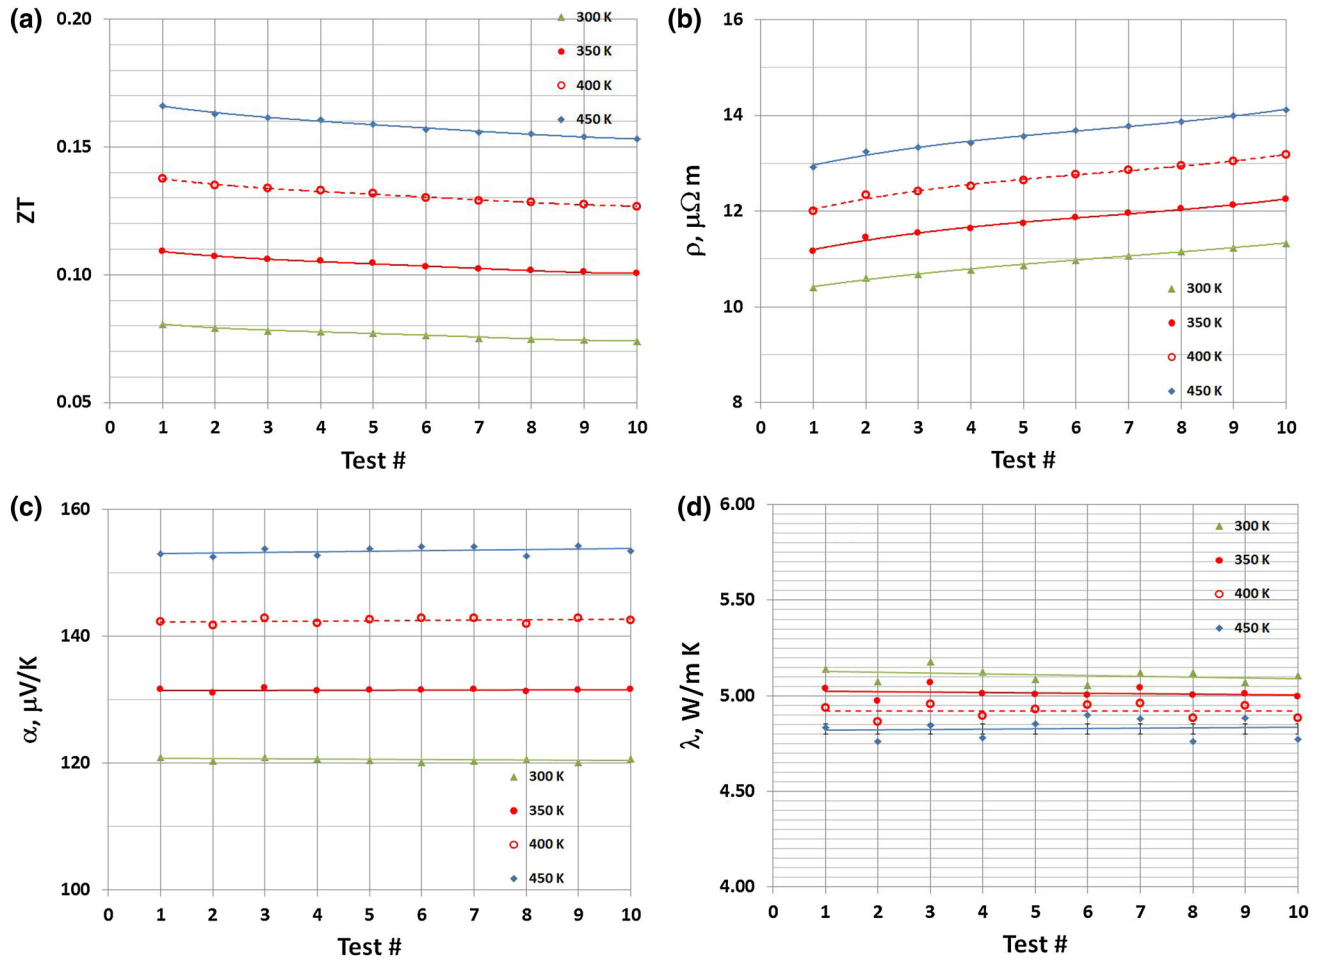 (a)
0.20
0.15
0.10
0.05
ZT
300 K
350 K
400 K
450 K
0 1 2 3 4 5 6 7 8 9 10
Test #
(b)
16
14
12
10
8
ρ, μΩ m
300 K
350 K
400 K
450 K
0 1 2 3 4 5 6 7 8 9 10
Test #
(c)
160
140
120
100
α, μV/K
300 K
350 K
400 K
450 K
0 1 2 3 4 5 6 7 8 9 10
Test #
(d)
6.00
5.50
5.00
4.50
4.00
λ, W/m K
300 K
350 K
400 K
450 K
0 1 2 3 4 5 6 7 8 9 10
Test #